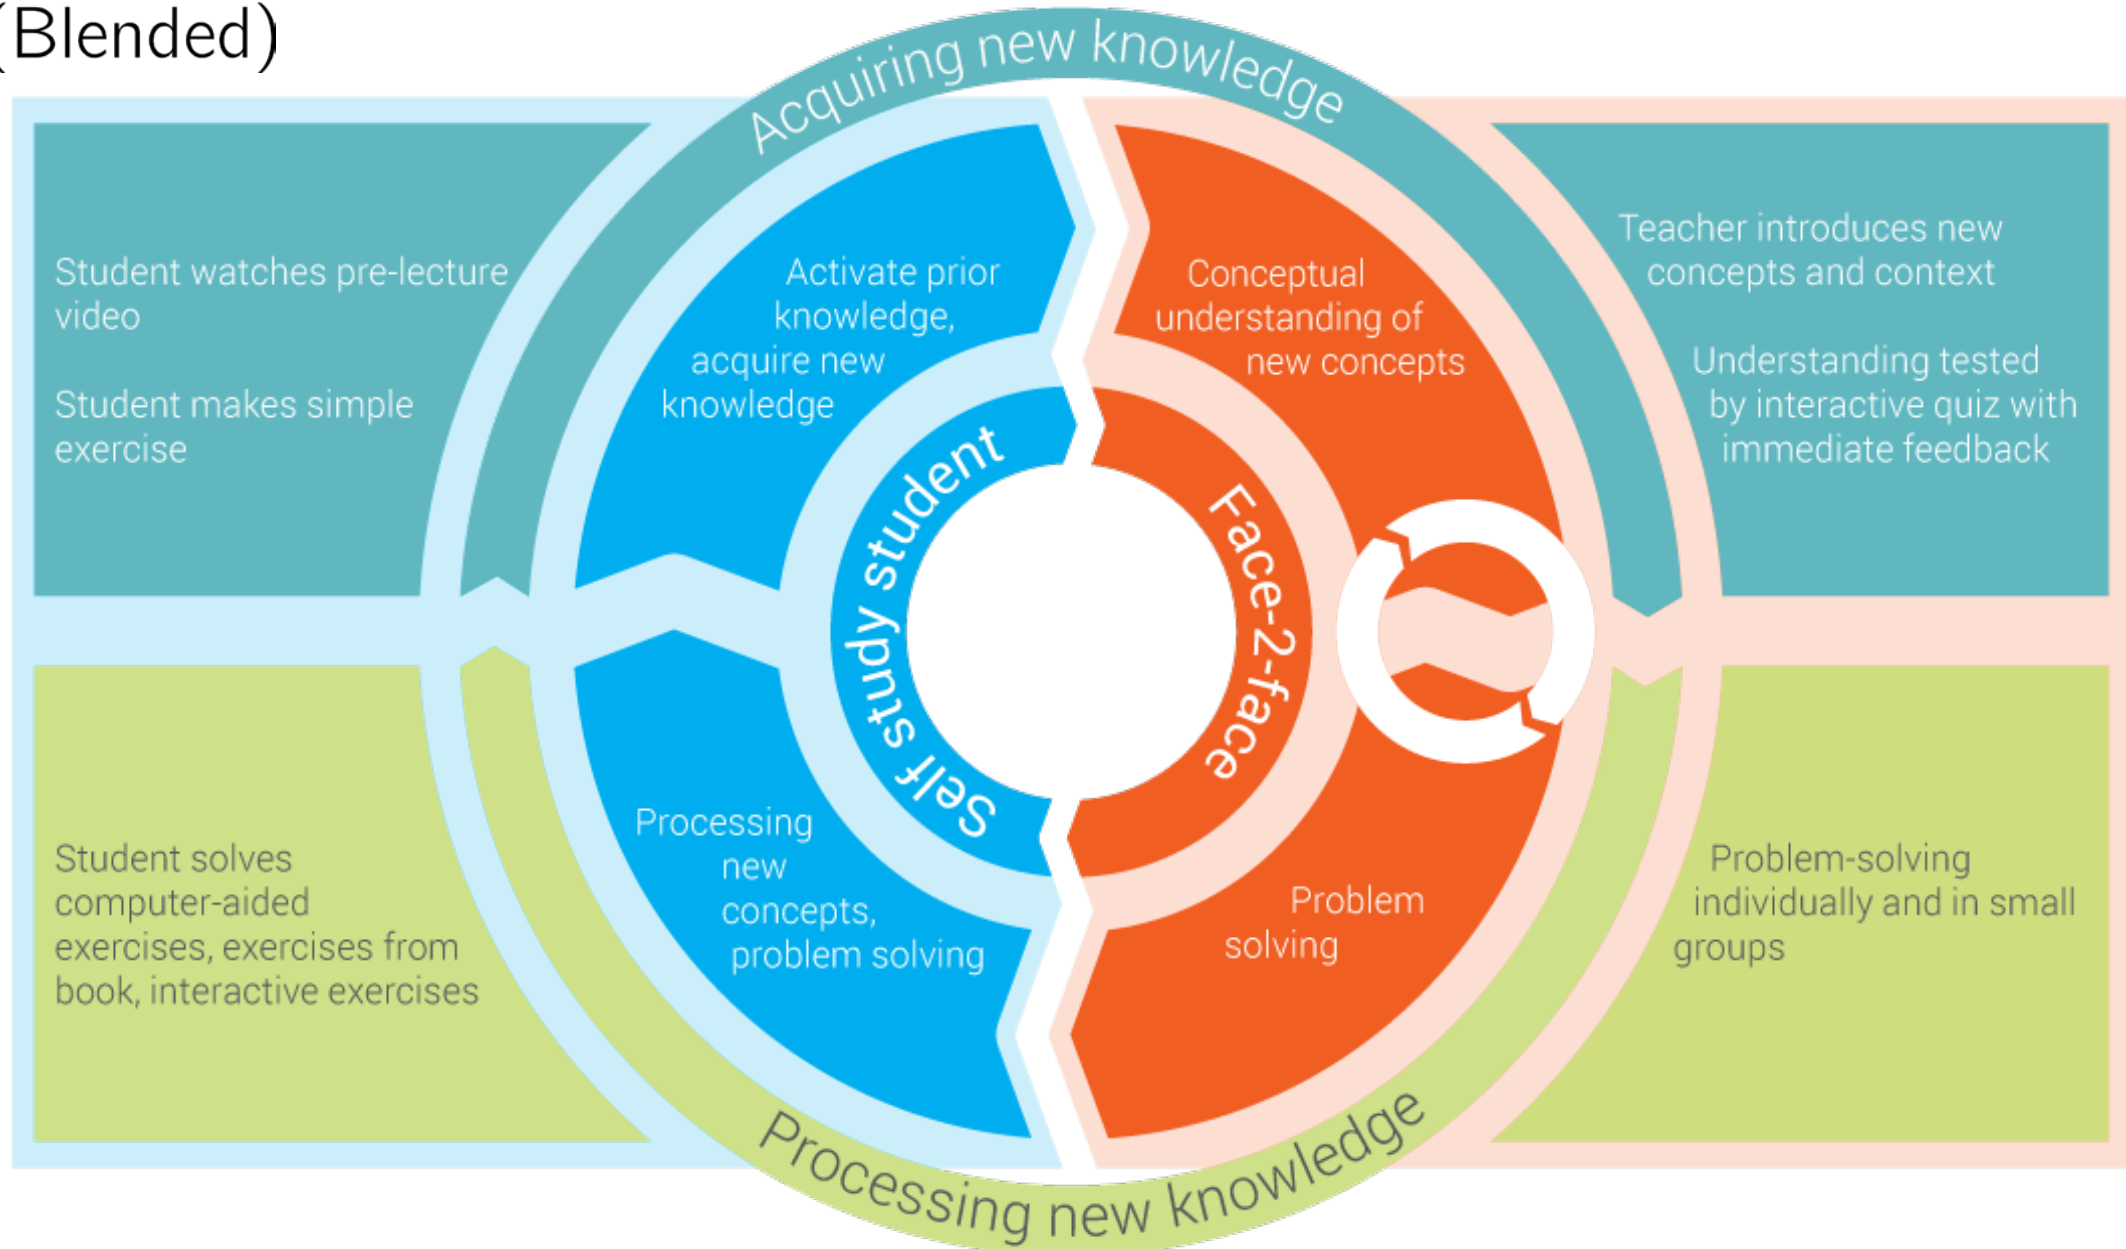 (Blended)
Acquiring new knowledge
Student watches pre-lecture
video
Student makes simple
exercise
Activate prior
knowledge,
acquire new
knowledge
Conceptual
understanding of
new concepts
Teacher introduces new
concepts and context
Understanding tested
by interactive quiz with
immediate feedback
Self study student
Face-2-face
Student solves
computer-aided
exercises, exercises from
book, interactive exercises
Processing
new
concepts,
problem solving
Problem
solving
Problem-solving
individually and in small
groups
Processing new knowledge